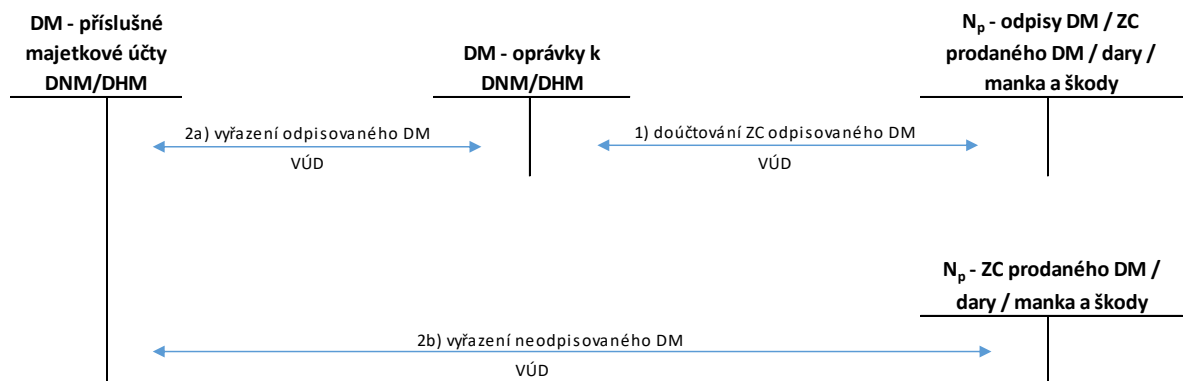 DM - příslušné
majetkové účty
DNM/DHM
DM - oprávky k
DNM/DHM
Np - odpisy DM / ZC
prodaného DM / dary /
manka a škody
2a) vyřazení odpisovaného DM
VÚD
1) doúčtování ZC odpisovaného DM
VÚD
Np - ZC prodaného DM /
dary / manka a škody
2b) vyřazení neodpisovaného DM
VÚD